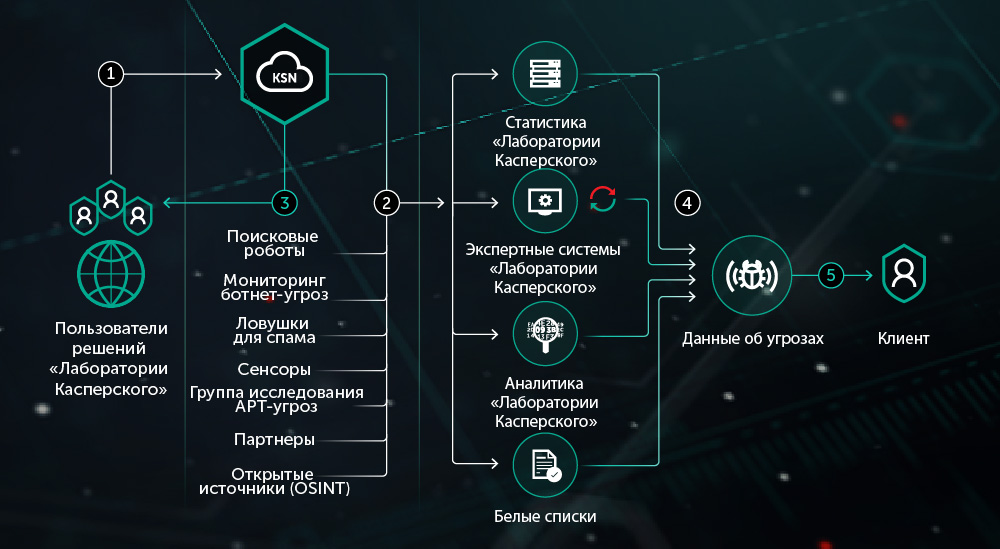 1
KSN
2
3
4
5
Пользователи
решений
«Лаборатории
Касперского»
Поисковые
роботы
Мониторинг
ботнет-угроз
Ловушки
для спама
Сенсоры
Группа исследования
APT-угроз
Партнеры
Открытые
источники (OSINT)
Статистика
«Лаборатории
Касперского»
Экспертные системы
«Лаборатории
Касперского»
Аналитика
«Лаборатории
Касперского»
Белые списки
Данные об угрозах
Клиент